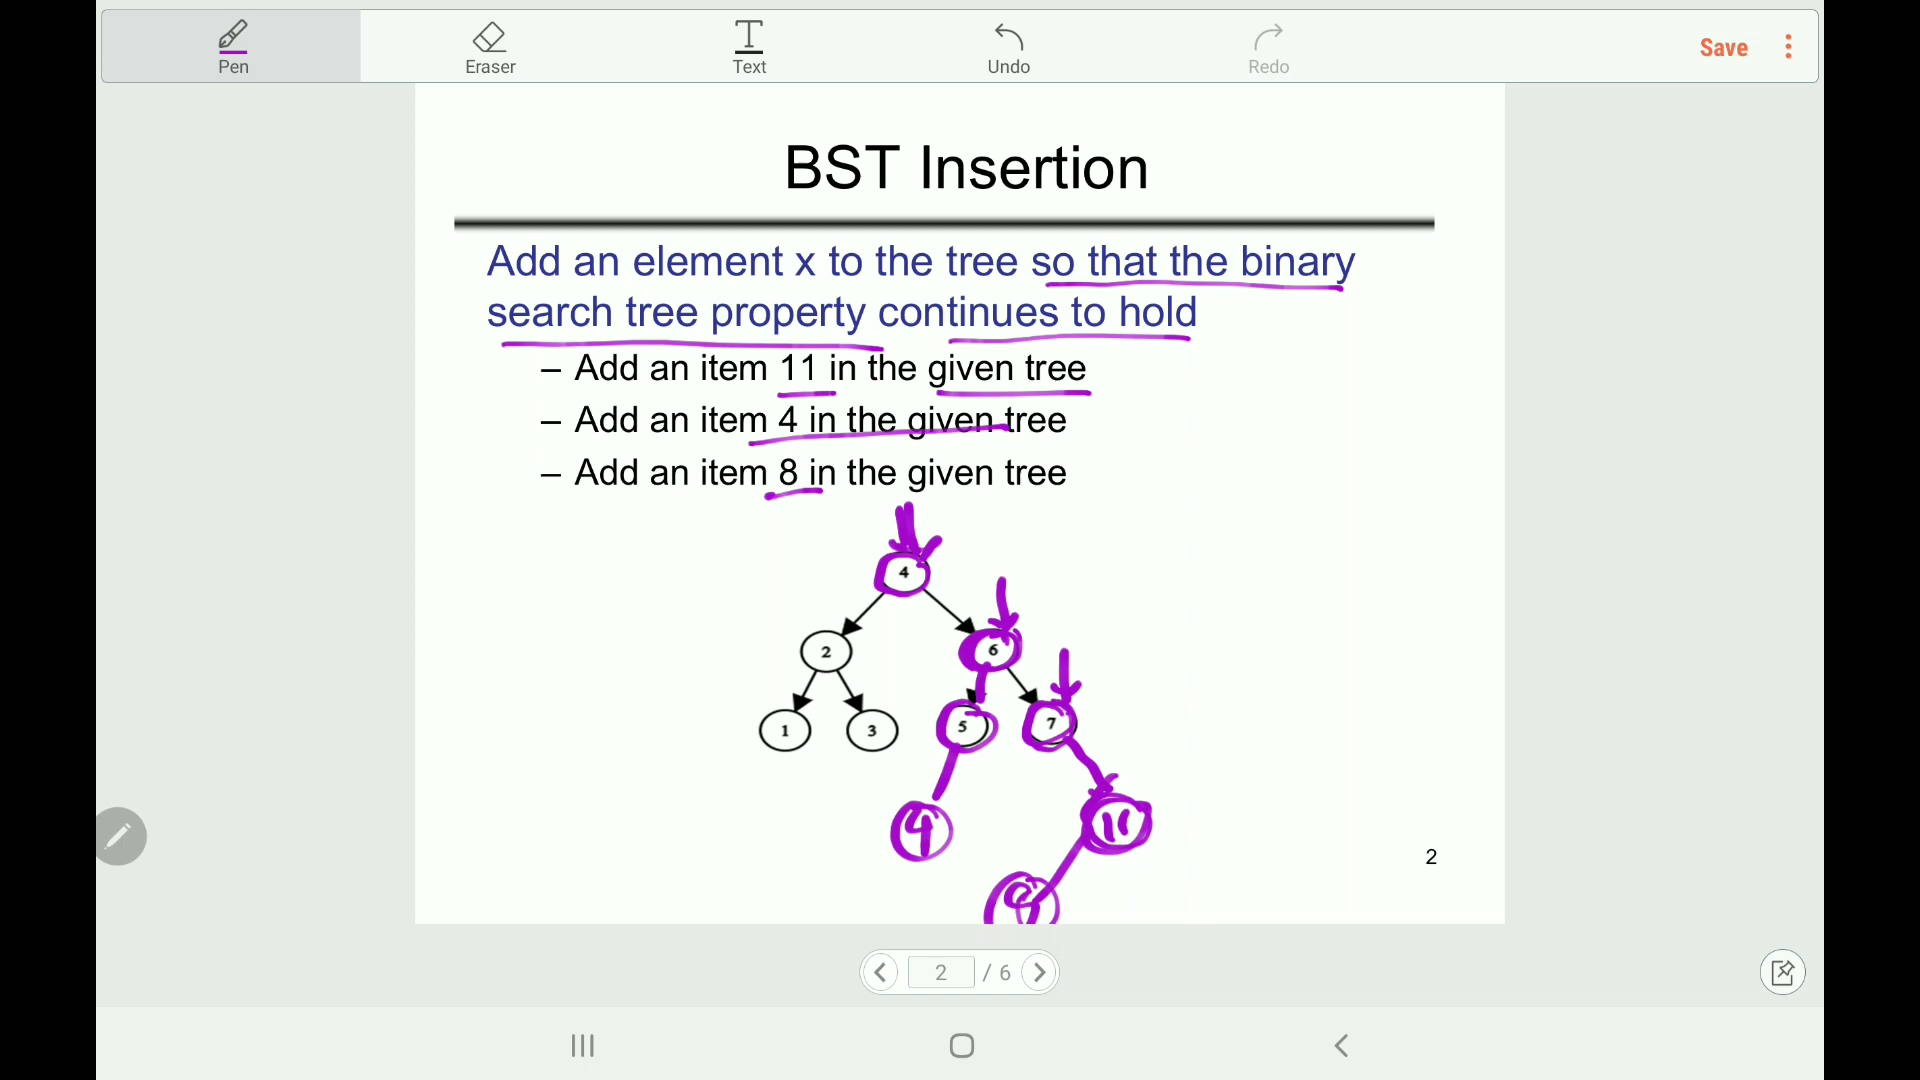 Pen
Eraser
Text
Undo
Redo
Save
BST Insertion
Add an element x to the tree so that the binary
search tree property continues to hold
– Add an item 11 in the given tree
– Add an item 4 in the given tree
– Add an item 8 in the given tree
4
2
6
1
3
5
7
4
11
2
2 / 6